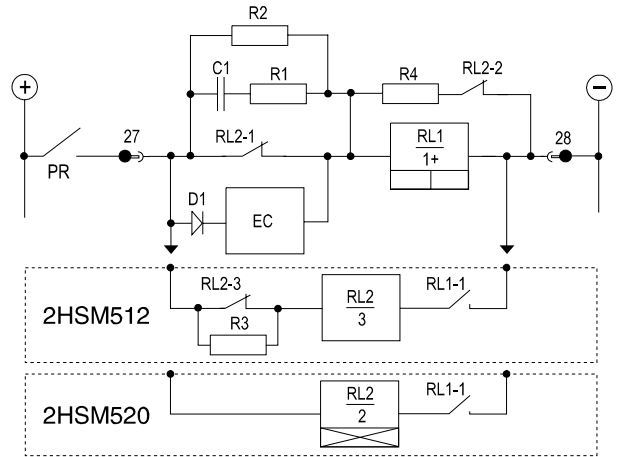 R2
C1
R1
R4
RL2-2
+
−
27
RL2-1
RL1
1+
28
PR
D1
EC
2HSM512
RL2-3
R3
RL2
3
RL1-1
2HSM520
RL2
2
RL1-1